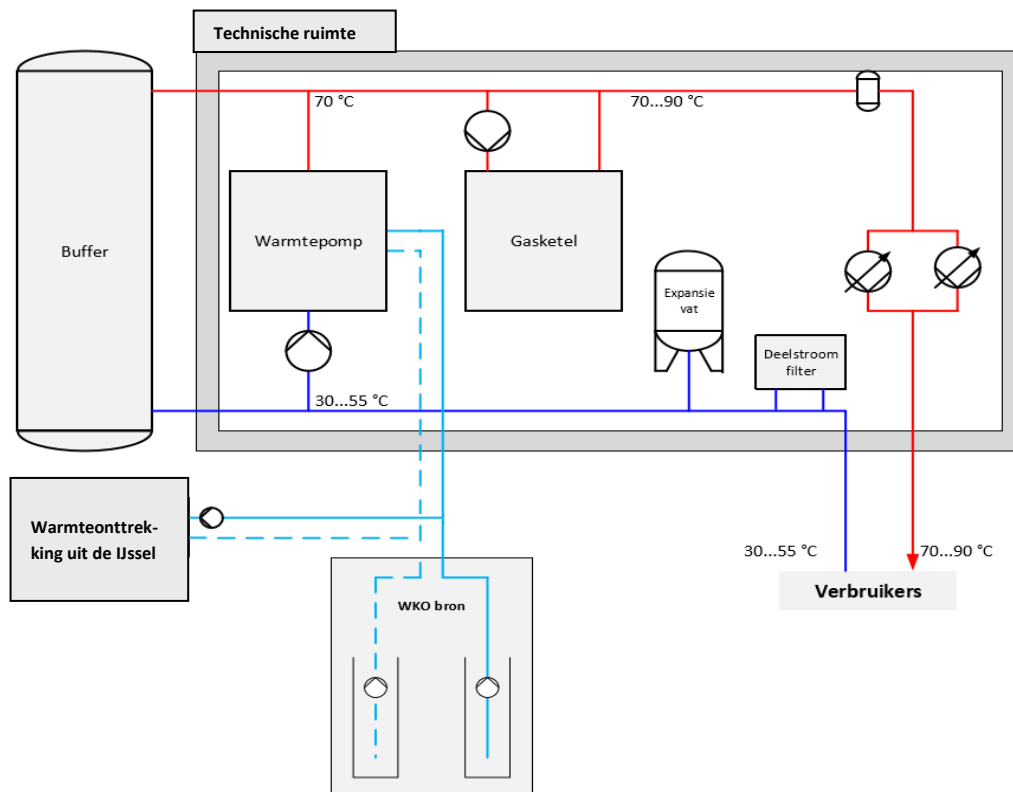 Technische ruimte
70 °C
70...90 °C
Buffer
Warmtepomp
Gasketel
Expansie
vat
Deelstroom
filter
30...55 °C
Warmteonttrek-
king uit de IJssel
30...55 °C
70...90 °C
Verbruikers
WKO bron